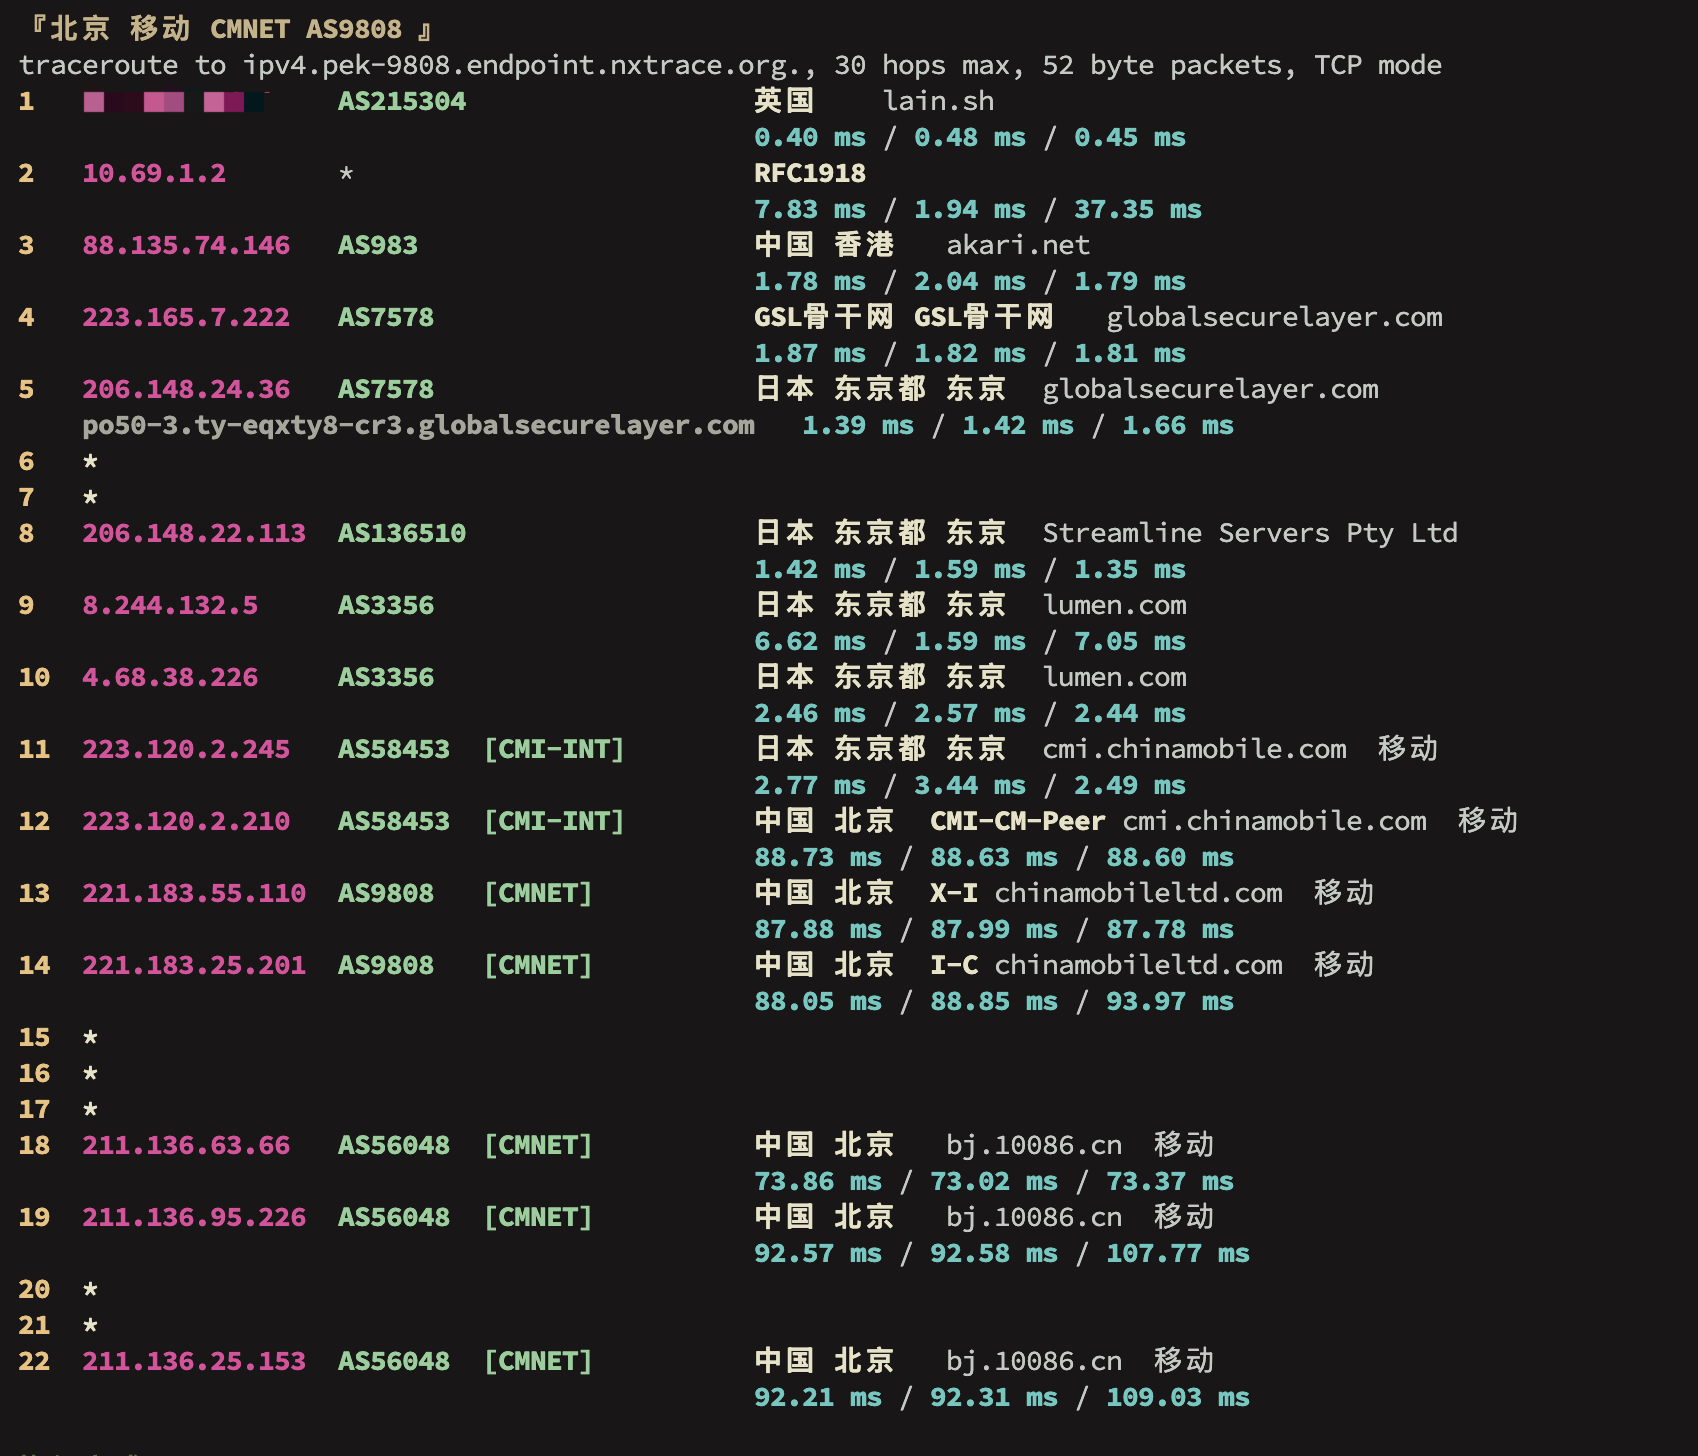 『北京 移动 CMNET AS9808 』
traceroute to ipv4.pek-9808.endpoint.nxtrace.org., 30 hops max, 52 byte packets, TCP mode
1 AS215304 英国 lain.sh
0.40 ms / 0.48 ms / 0.45 ms
2 10.69.1.2 * RFC1918
7.83 ms / 1.94 ms / 37.35 ms
3 88.135.74.146 AS983 中国 香港 akari.net
1.78 ms / 2.04 ms / 1.79 ms
4 223.165.7.222 AS7578 GSL骨干网 GSL骨干网 globalsecurelayer.com
1.87 ms / 1.82 ms / 1.81 ms
5 206.148.24.36 AS7578 日本 东京都 东京 globalsecurelayer.com
po50-3.ty-eqxty8-cr3.globalsecurelayer.com 1.39 ms / 1.42 ms / 1.66 ms
6 *
7 *
8 206.148.22.113 AS136510 日本 东京都 东京 Streamline Servers Pty Ltd
1.42 ms / 1.59 ms / 1.35 ms
9 8.244.132.5 AS3356 日本 东京都 东京 lumen.com
6.62 ms / 1.59 ms / 7.05 ms
10 4.68.38.226 AS3356 日本 东京都 东京 lumen.com
2.46 ms / 2.57 ms / 2.44 ms
11 223.120.2.245 AS58453 [CMI-INT] 日本 东京都 东京 cmi.chinamobile.com 移动
2.77 ms / 3.44 ms / 2.49 ms
12 223.120.2.210 AS58453 [CMI-INT] 中国 北京 CMI-CM-Peer cmi.chinamobile.com 移动
88.73 ms / 88.63 ms / 88.60 ms
13 221.183.55.110 AS9808 [CMNET] 中国 北京 X-I chinamobileltd.com 移动
87.88 ms / 87.99 ms / 87.78 ms
14 221.183.25.201 AS9808 [CMNET] 中国 北京 I-C chinamobileltd.com 移动
88.05 ms / 88.85 ms / 93.97 ms
15 *
16 *
17 *
18 211.136.63.66 AS56048 [CMNET] 中国 北京 bj.10086.cn 移动
73.86 ms / 73.02 ms / 73.37 ms
19 211.136.95.226 AS56048 [CMNET] 中国 北京 bj.10086.cn 移动
92.57 ms / 92.58 ms / 107.77 ms
20 *
21 *
22 211.136.25.153 AS56048 [CMNET] 中国 北京 bj.10086.cn 移动
92.21 ms / 92.31 ms / 109.03 ms